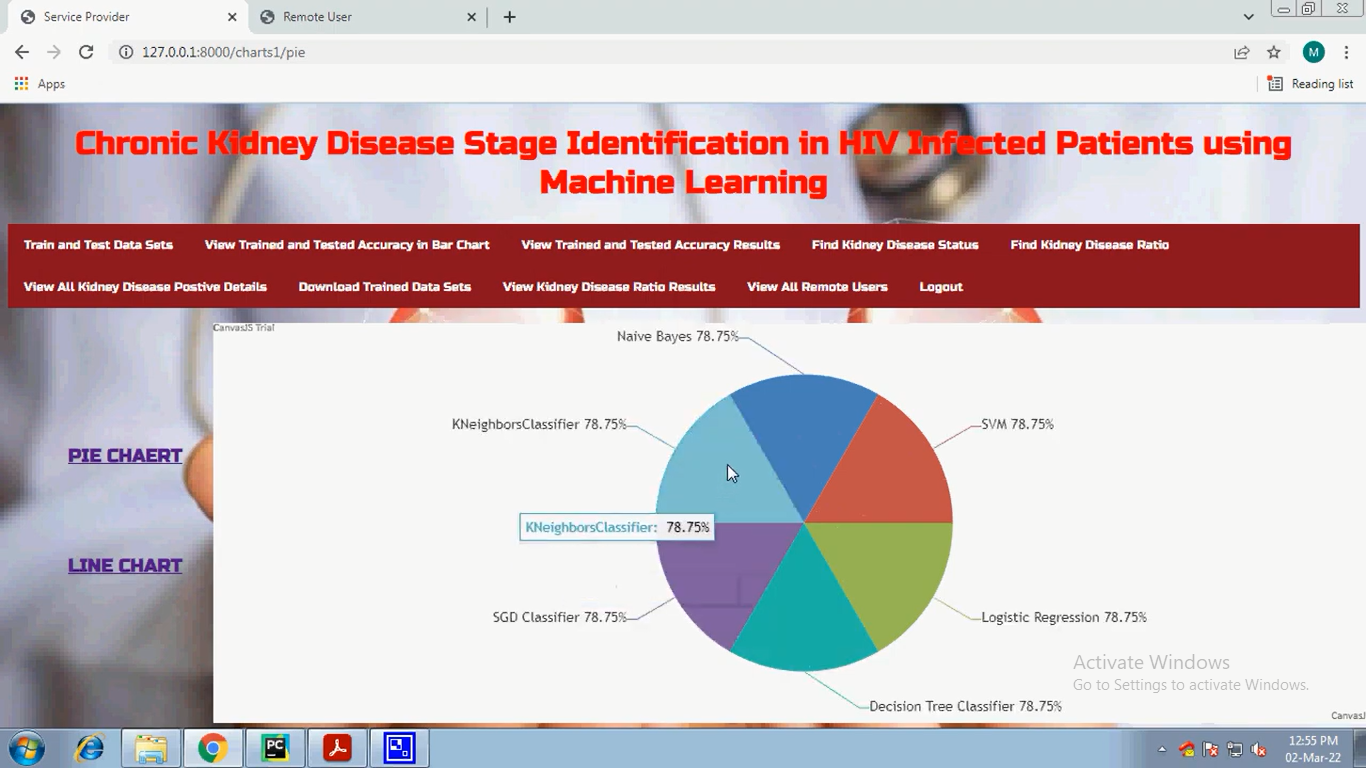 Service Provider
Remote User
127.0.0.1:8000/charts1/pie
M
Apps
Reading list
Chronic Kidney Disease Stage Identification in HIV Infected Patients using
Machine Learning
Train and Test Data Sets
View Trained and Tested Accuracy in Bar Chart
View Trained and Tested Accuracy Results
Find Kidney Disease Status
Find Kidney Disease Ratio
View All Kidney Disease Postive Details
Download Trained Data Sets
View Kidney Disease Ratio Results
View All Remote Users
Logout
CanvasJS Trial
Naive Bayes 78.75%
KNeighborsClassifier 78.75%
SVM 78.75%
PIE CHAERT
KNeighborsClassifier: 78.75%
LINE CHART
SGD Classifier 78.75%
Logistic Regression 78.75%
Activate Windows
Go to Settings to activate Windows.
Decision Tree Classifier 78.75%
CanvasJ
PC
12:55 PM
02-Mar-22